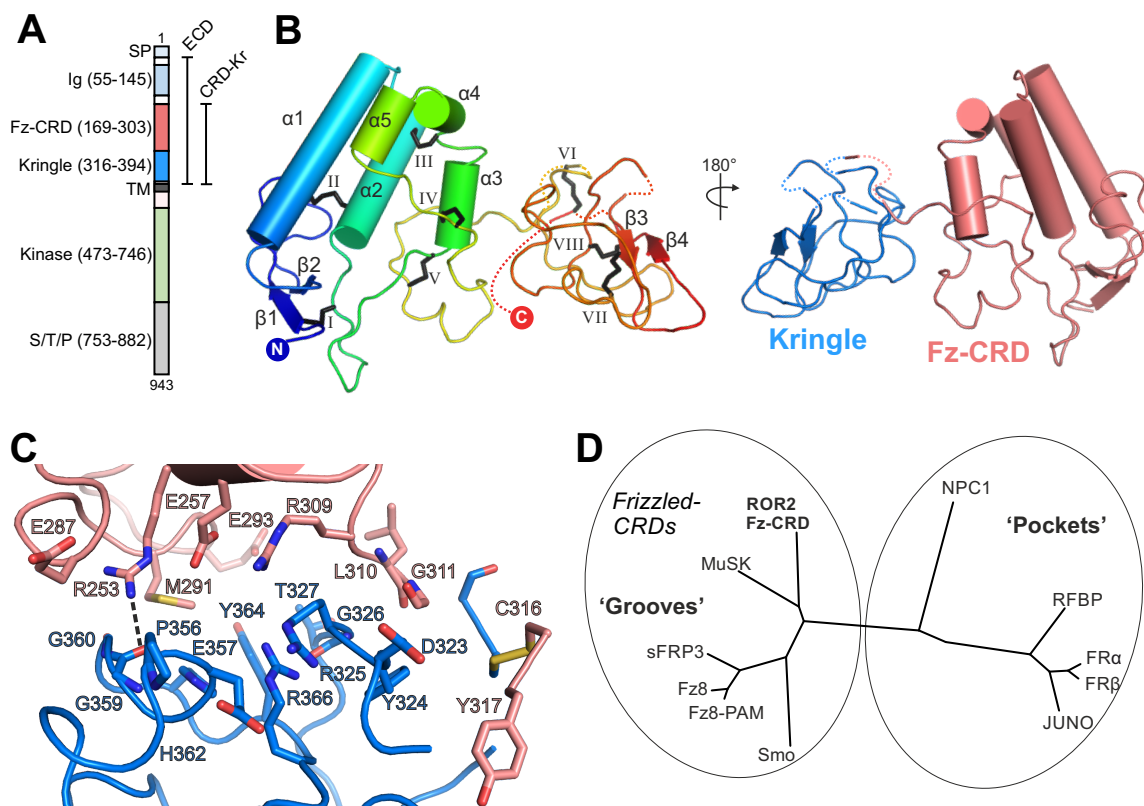 A
1
SP
ECD
Ig (55-145)
CRD-Kr
Fz-CRD (169-303)
Kringle (316-394)
TM
Kinase (473-746)
S/T/P (753-882)
943
B
α1
α5
α4
III
II
α2
IV
α3
V
β2
β1
I
N
VI
β3
β4
VIII
VII
C
180°
Kringle
Fz-CRD
C
E287
E257
E293
R309
R253
M291
L310
G311
T327
C316
G360
P356
Y364
G326
E357
D323
R325
G359
R366
Y324
Y317
H362
D
Frizzled-
CRDs
ROR2
Fz-CRD
MuSK
'Grooves'
sFRP3
Fz8
Fz8-PAM
Smo
NPC1
'Pockets'
RFBP
FRα
FRβ
JUNO